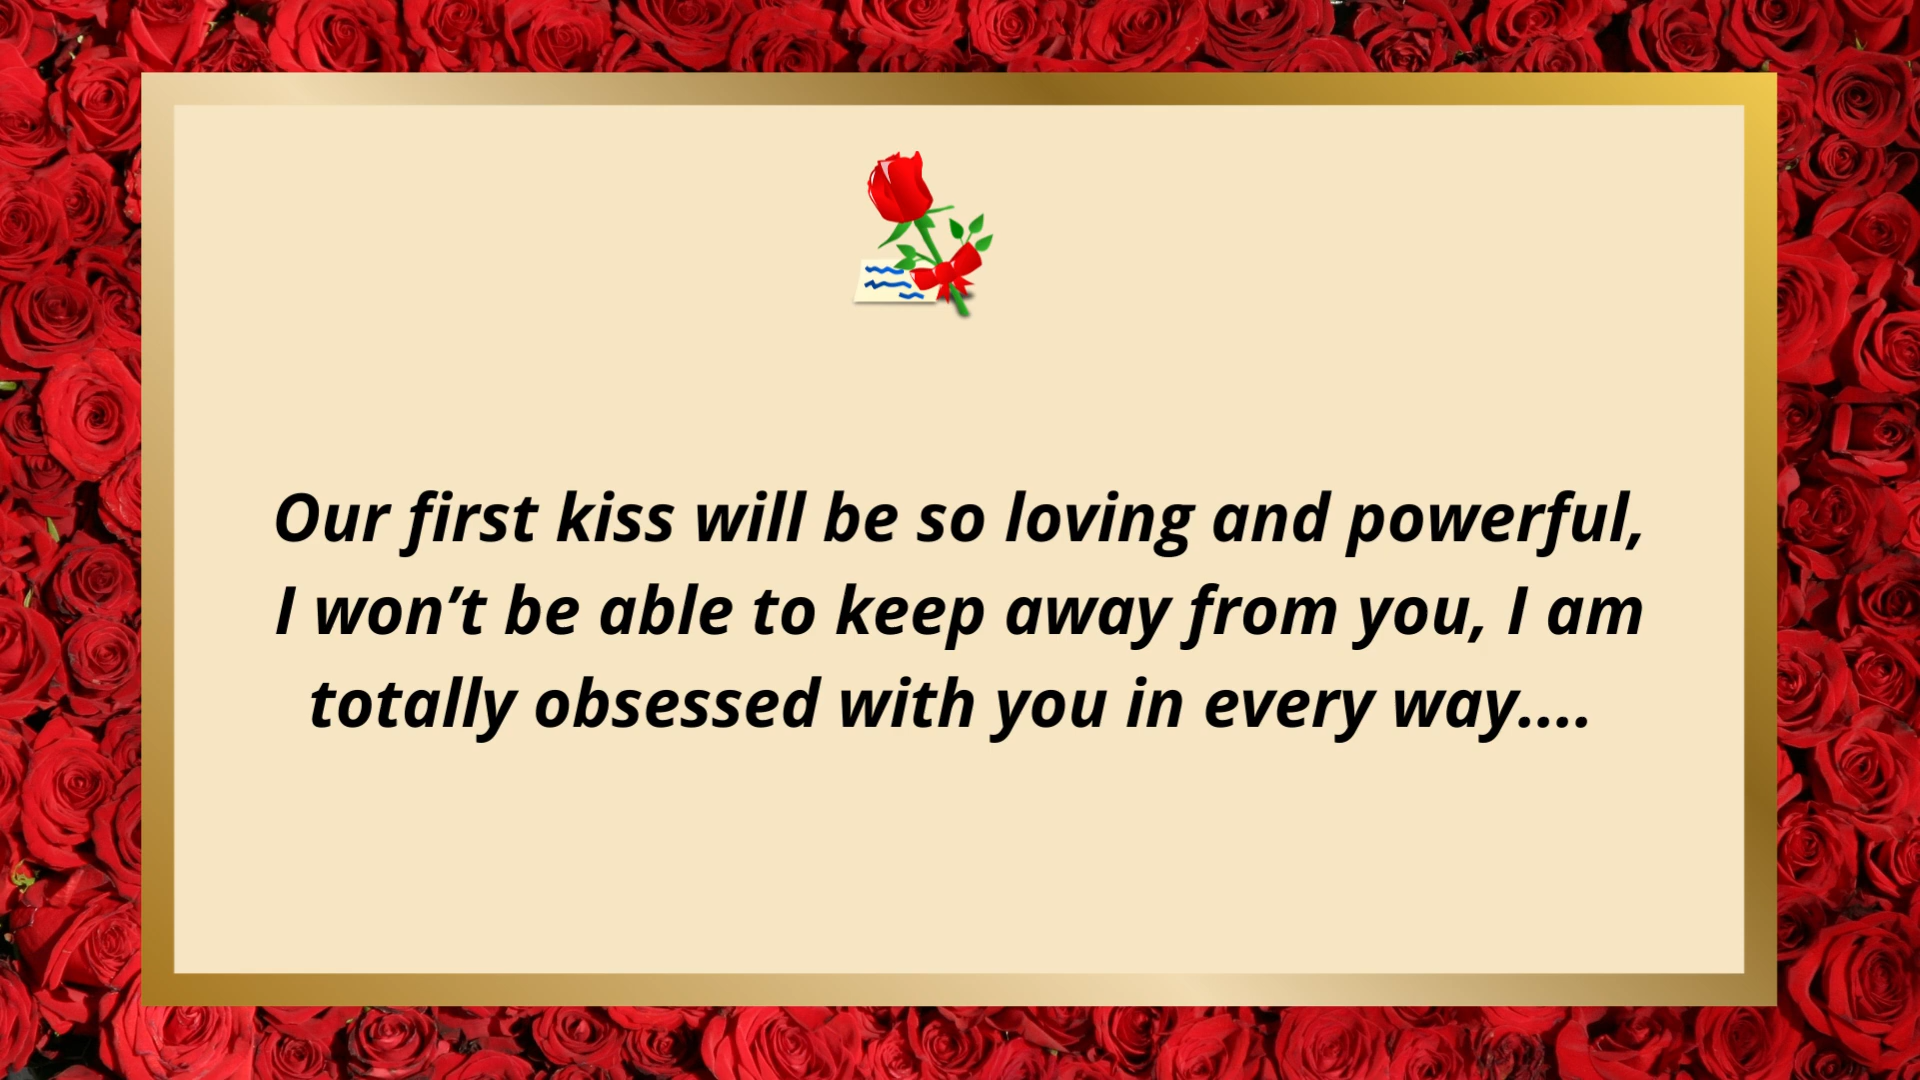 Our first kiss will be so loving and powerful,
I won’t be able to keep away from you, I am
totally obsessed with you in every way....